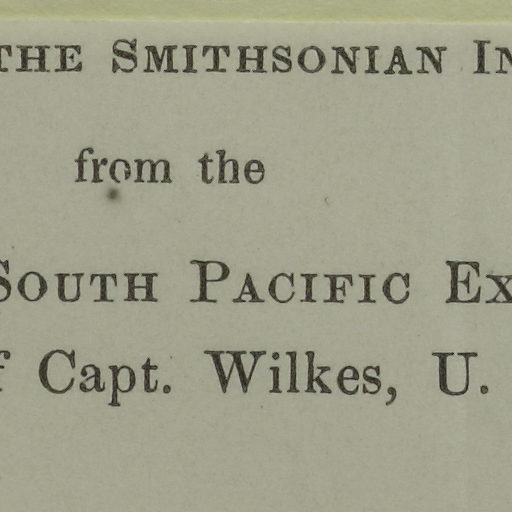 THE SMITHSONIAN IN
from the
SOUTH PACIFIC EX
f Capt. Wilkes, U.